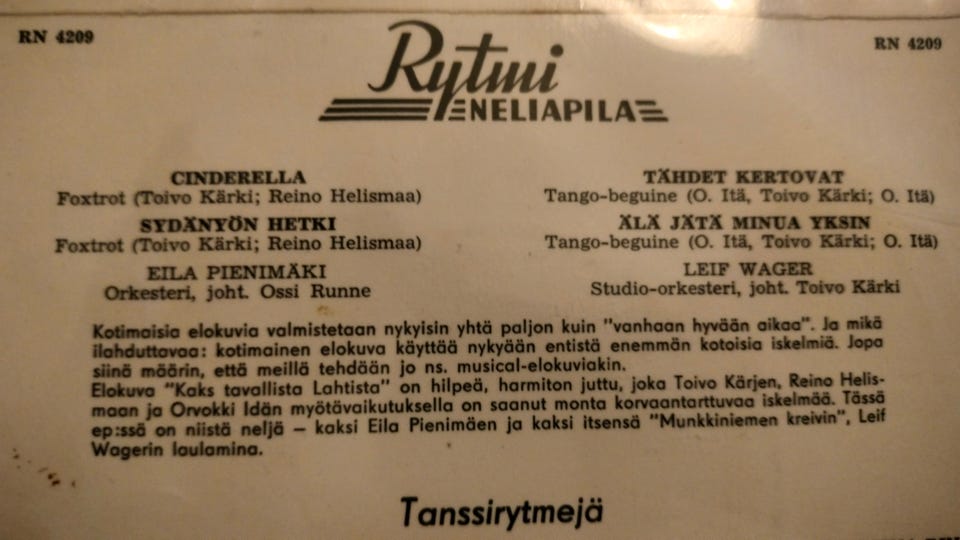 RN 4209
RN 4209
Rytmi
NELIAPILA
CINDERELLA
Foxtrot (Toivo Kärki; Reino Helismaa)
SYDÄNYÖN HETKI
Foxtrot (Toivo Kärki; Reino Helismaa)
EILA PIENIMÄKI
Orkesteri, joht. Ossi Runne
TÄHDET KERTOVAT
Tango-beguine (O. Itä, Toivo Kärki; O. Itä)
ÄLÄ JÄTÄ MINUA YKSIN
Tango-beguine (O. Itä, Toivo Kärki; O. Itä)
LEIF WAGER
Studio-orkesteri, joht. Toivo Kärki
Kotimaisia elokuvia valmistetaan nykyisin yhtä paljon kuin "vanhaan hyvään aikaa". Ja mikä
ilahduttavaa: kotimainen elokuva käyttää nykyään entistä enemmän kotoisia iskelmiä. Jopa
siinä määrin, että meillä tehdään jo ns. musical-elokuviakin.
Elokuva "Kaks tavallista Lahtista" on hilpeä, harmiton juttu, joka Toivo Kärjen, Reino Helis-
maan ja Orvokki Idän myötävaikutuksella on saanut monta korvaantarttuvaa iskelmää. Tässä
ep:ssä on niistä neljä – kaksi Eila Pienimäen ja kaksi itsensä "Munkkiniemen kreivin", Leif
Wagerin laulamina.
Tanssirytmejä